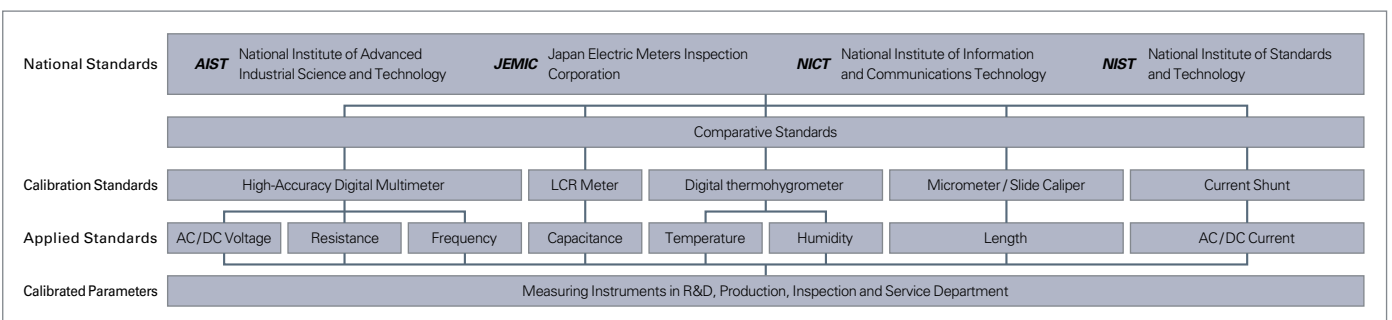 National Standards
AIST National Institute of Advanced
Industrial Science and Technology
JEMIC Japan Electric Meters Inspection
Corporation
NICT National Institute of Information
and Communications Technology
NIST National Institute of Standards
and Technology
Comparative Standards
Calibration Standards
High-Accuracy Digital Multimeter
LCR Meter
Digital thermohygrometer
Micrometer / Slide Caliper
Current Shunt
Applied Standards
AC/DC Voltage
Resistance
Frequency
Capacitance
Temperature
Humidity
Length
AC/DC Current
Calibrated Parameters
Measuring Instruments in R&D, Production, Inspection and Service Department